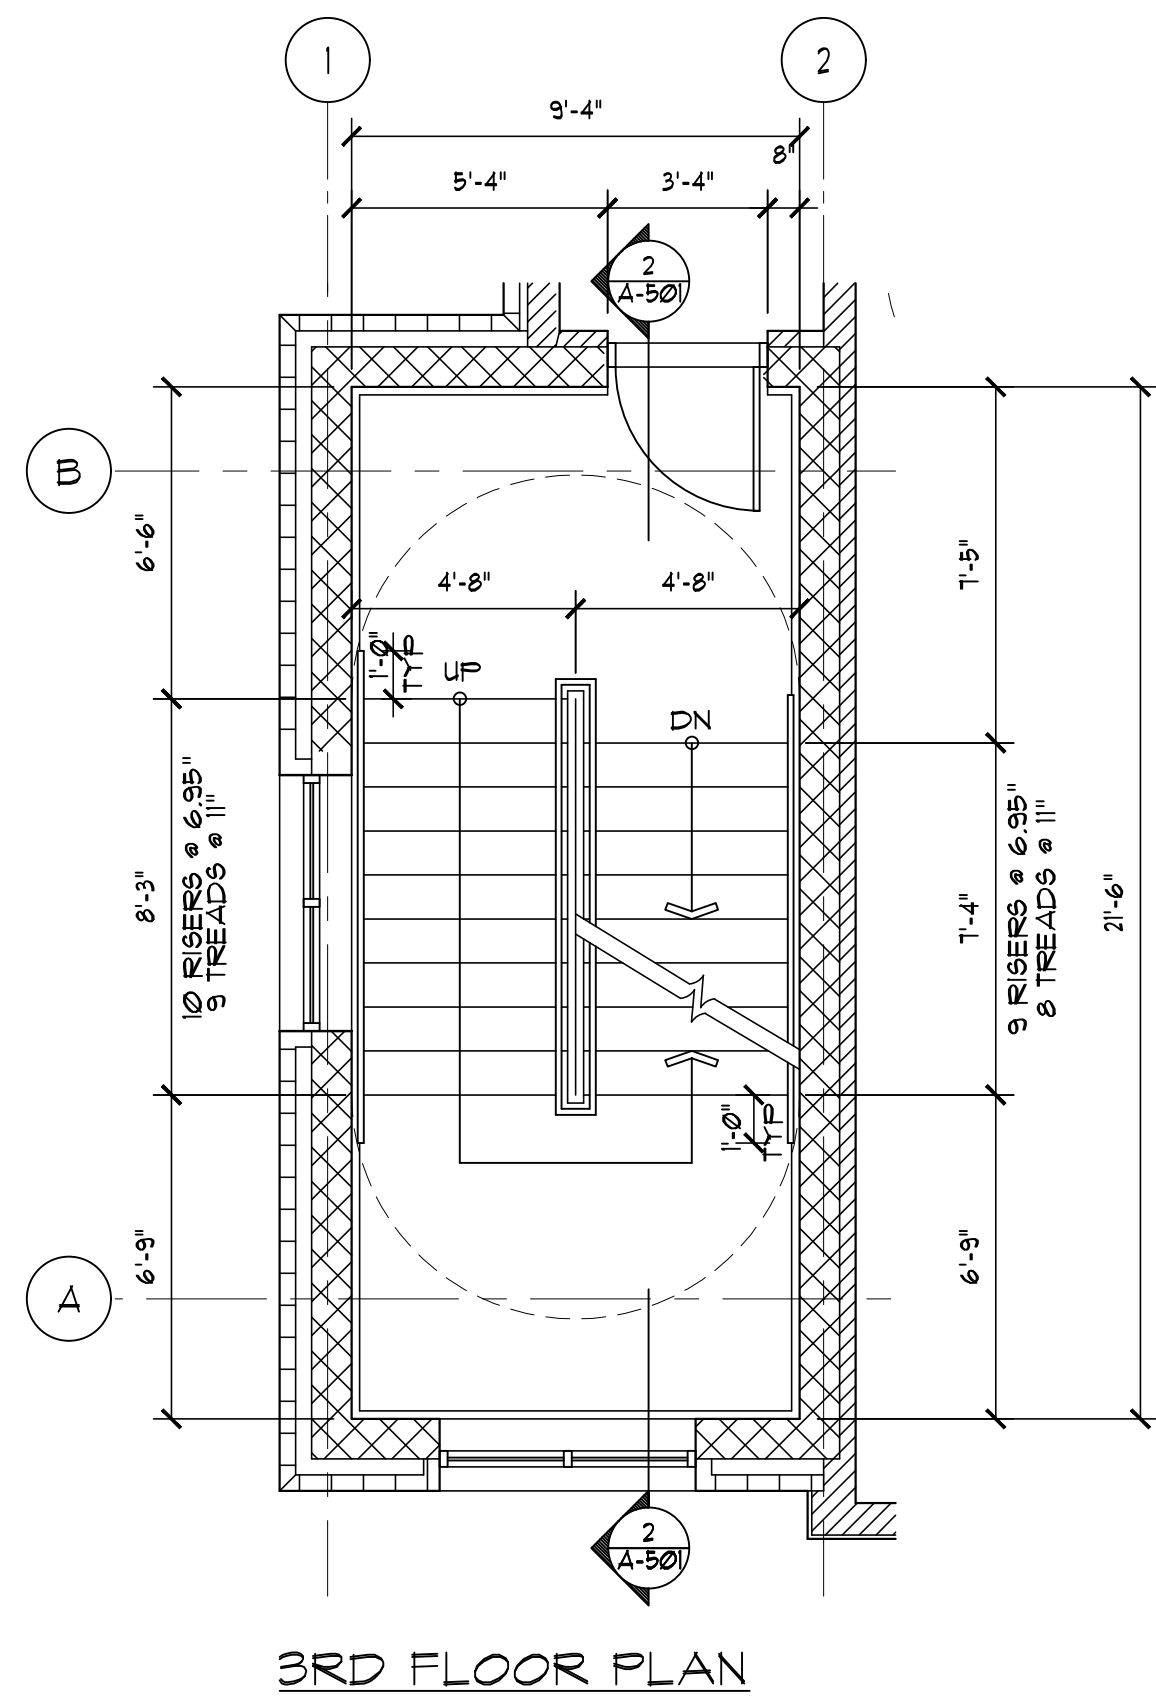 1
2
9'-4"
8"
5'-4"
3'-4"
2
A-501
B
6'-6"
7'-5"
4'-8"
4'-8"
1'-0"
TYP
UP
DN
10 RISERS @ 6.95"
9 TREADS @ 11"
8'-3"
7'-4"
9 RISERS @ 6.95"
8 TREADS @ 11"
21'-6"
1'-0"
TYP
6'-9"
6'-9"
A
2
A-501
3RD FLOOR PLAN